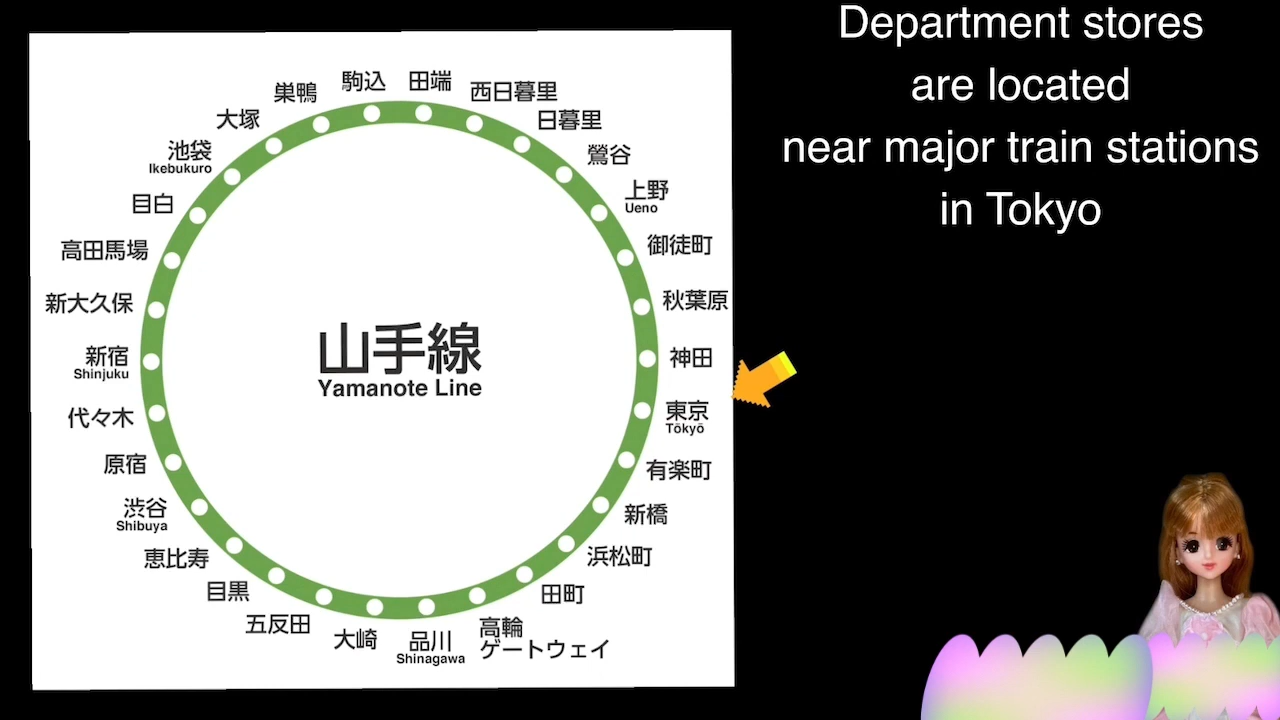 Department stores
are located
near major train stations
in Tokyo
駒込
田端
西日暮里
日暮里
鶯谷
上野
Ueno
御徒町
秋葉原
神田
東京
Tōkyō
有楽町
新橋
浜松町
田町
高輪
ゲートウェイ
品川
Shinagawa
大崎
五反田
目黒
恵比寿
渋谷
Shibuya
原宿
代々木
新宿
Shinjuku
新大久保
高田馬場
目白
池袋
Ikebukuro
大塚
巣鴨
山手線
Yamanote Line